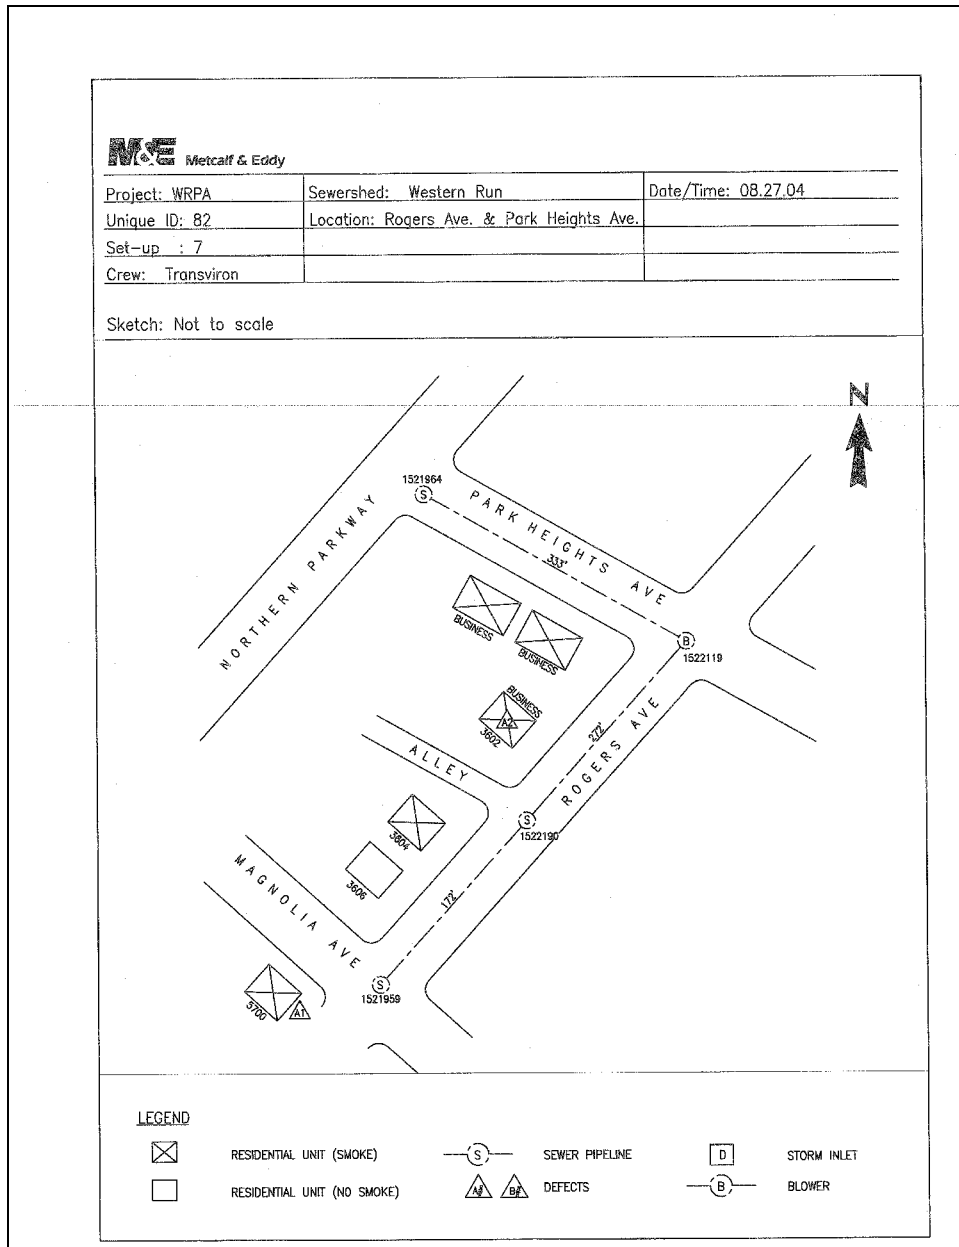 M&E Metcalf & Eddy
Project: WRPA
Sewershed: Western Run
Date/Time: 08.27.04
Unique ID: 82
Location: Rogers Ave. & Park Heights Ave.
Set-up : 7
Crew: Transviron
Sketch: Not to scale
N
1521964
S
PARK HEIGHTS AVE
333'
NORTHERN PARKWAY
BUSINESS
BUSINESS
B
1522119
BUSINESS
A2
3602
272'
ROGERS AVE
ALLEY
S
1522190
3604
3606
172'
MAGNOLIA AVE
S
1521959
5700
A1
LEGEND
RESIDENTIAL UNIT (SMOKE)
S SEWER PIPELINE
D STORM INLET
RESIDENTIAL UNIT (NO SMOKE)
A# B# DEFECTS
B BLOWER